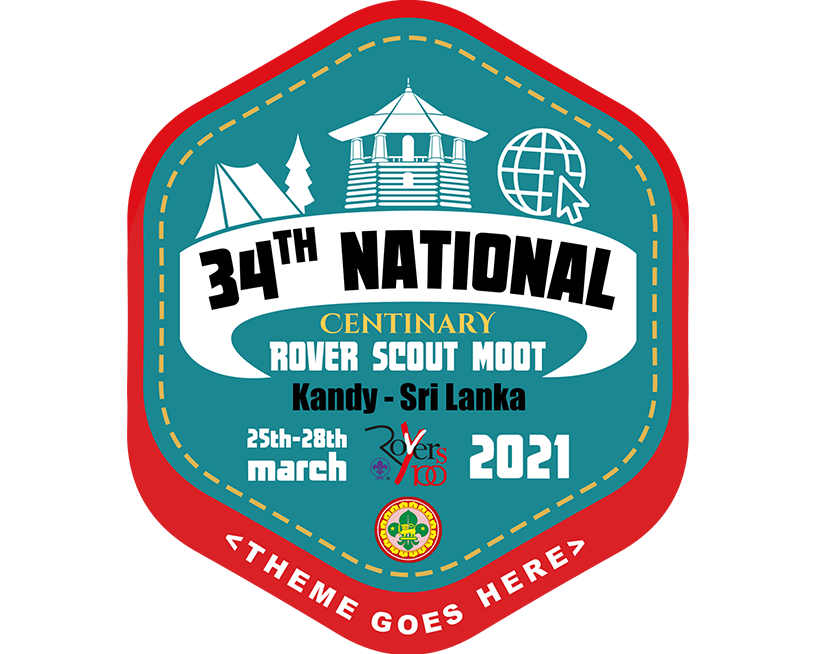 34TH NATIONAL
CENTINARY
ROVER SCOUT MOOT
Kandy - Sri Lanka
25th-28th
march
Rovers
100
2021
<THEME GOES HERE>